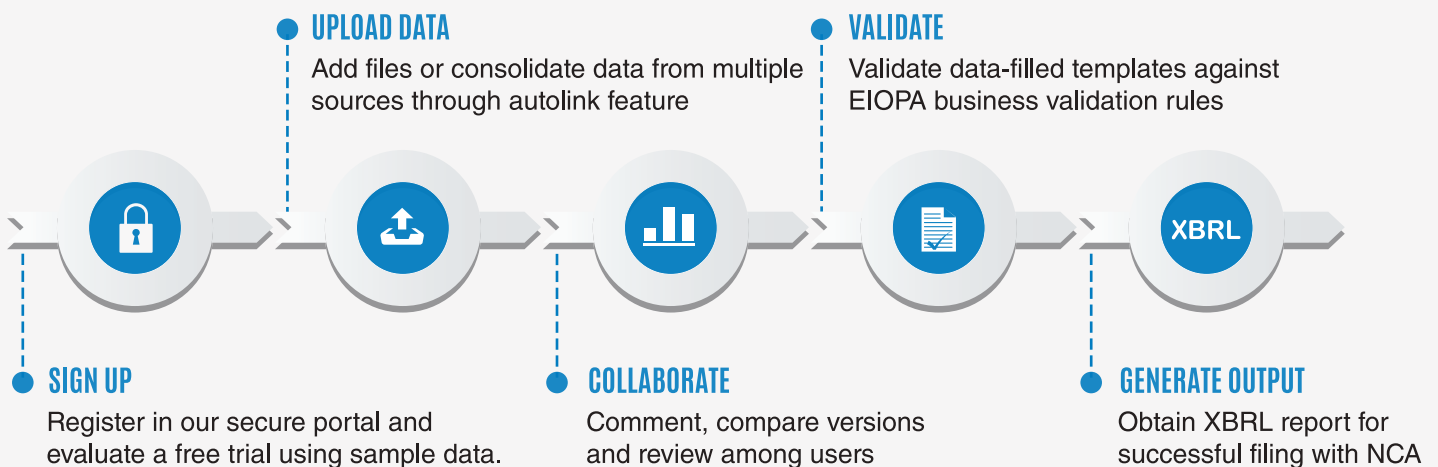 UPLOAD DATA
Add files or consolidate data from multiple
sources through autolink feature
VALIDATE
Validate data-filled templates against
EIOPA business validation rules
XBRL
SIGN UP
Register in our secure portal and
evaluate a free trial using sample data.
COLLABORATE
Comment, compare versions
and review among users
GENERATE OUTPUT
Obtain XBRL report for
successful filing with NCA